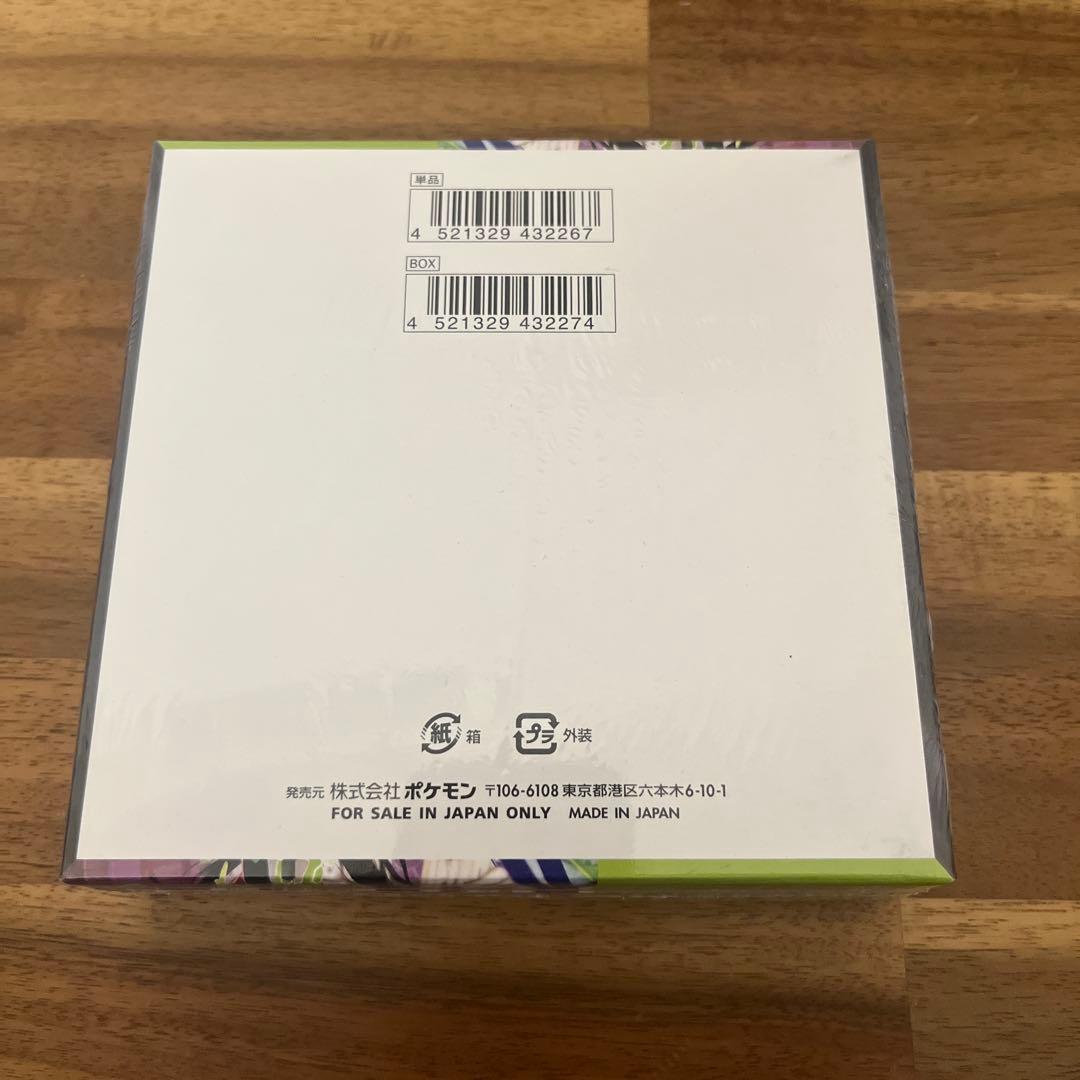 単品
4 521329 432267
BOX
4 521329 432274
紙 箱 プラ 外装
発売元 株式会社 ポケモン 〒106-6108 東京都港区六本木6-10-1
FOR SALE IN JAPAN ONLY MADE IN JAPAN